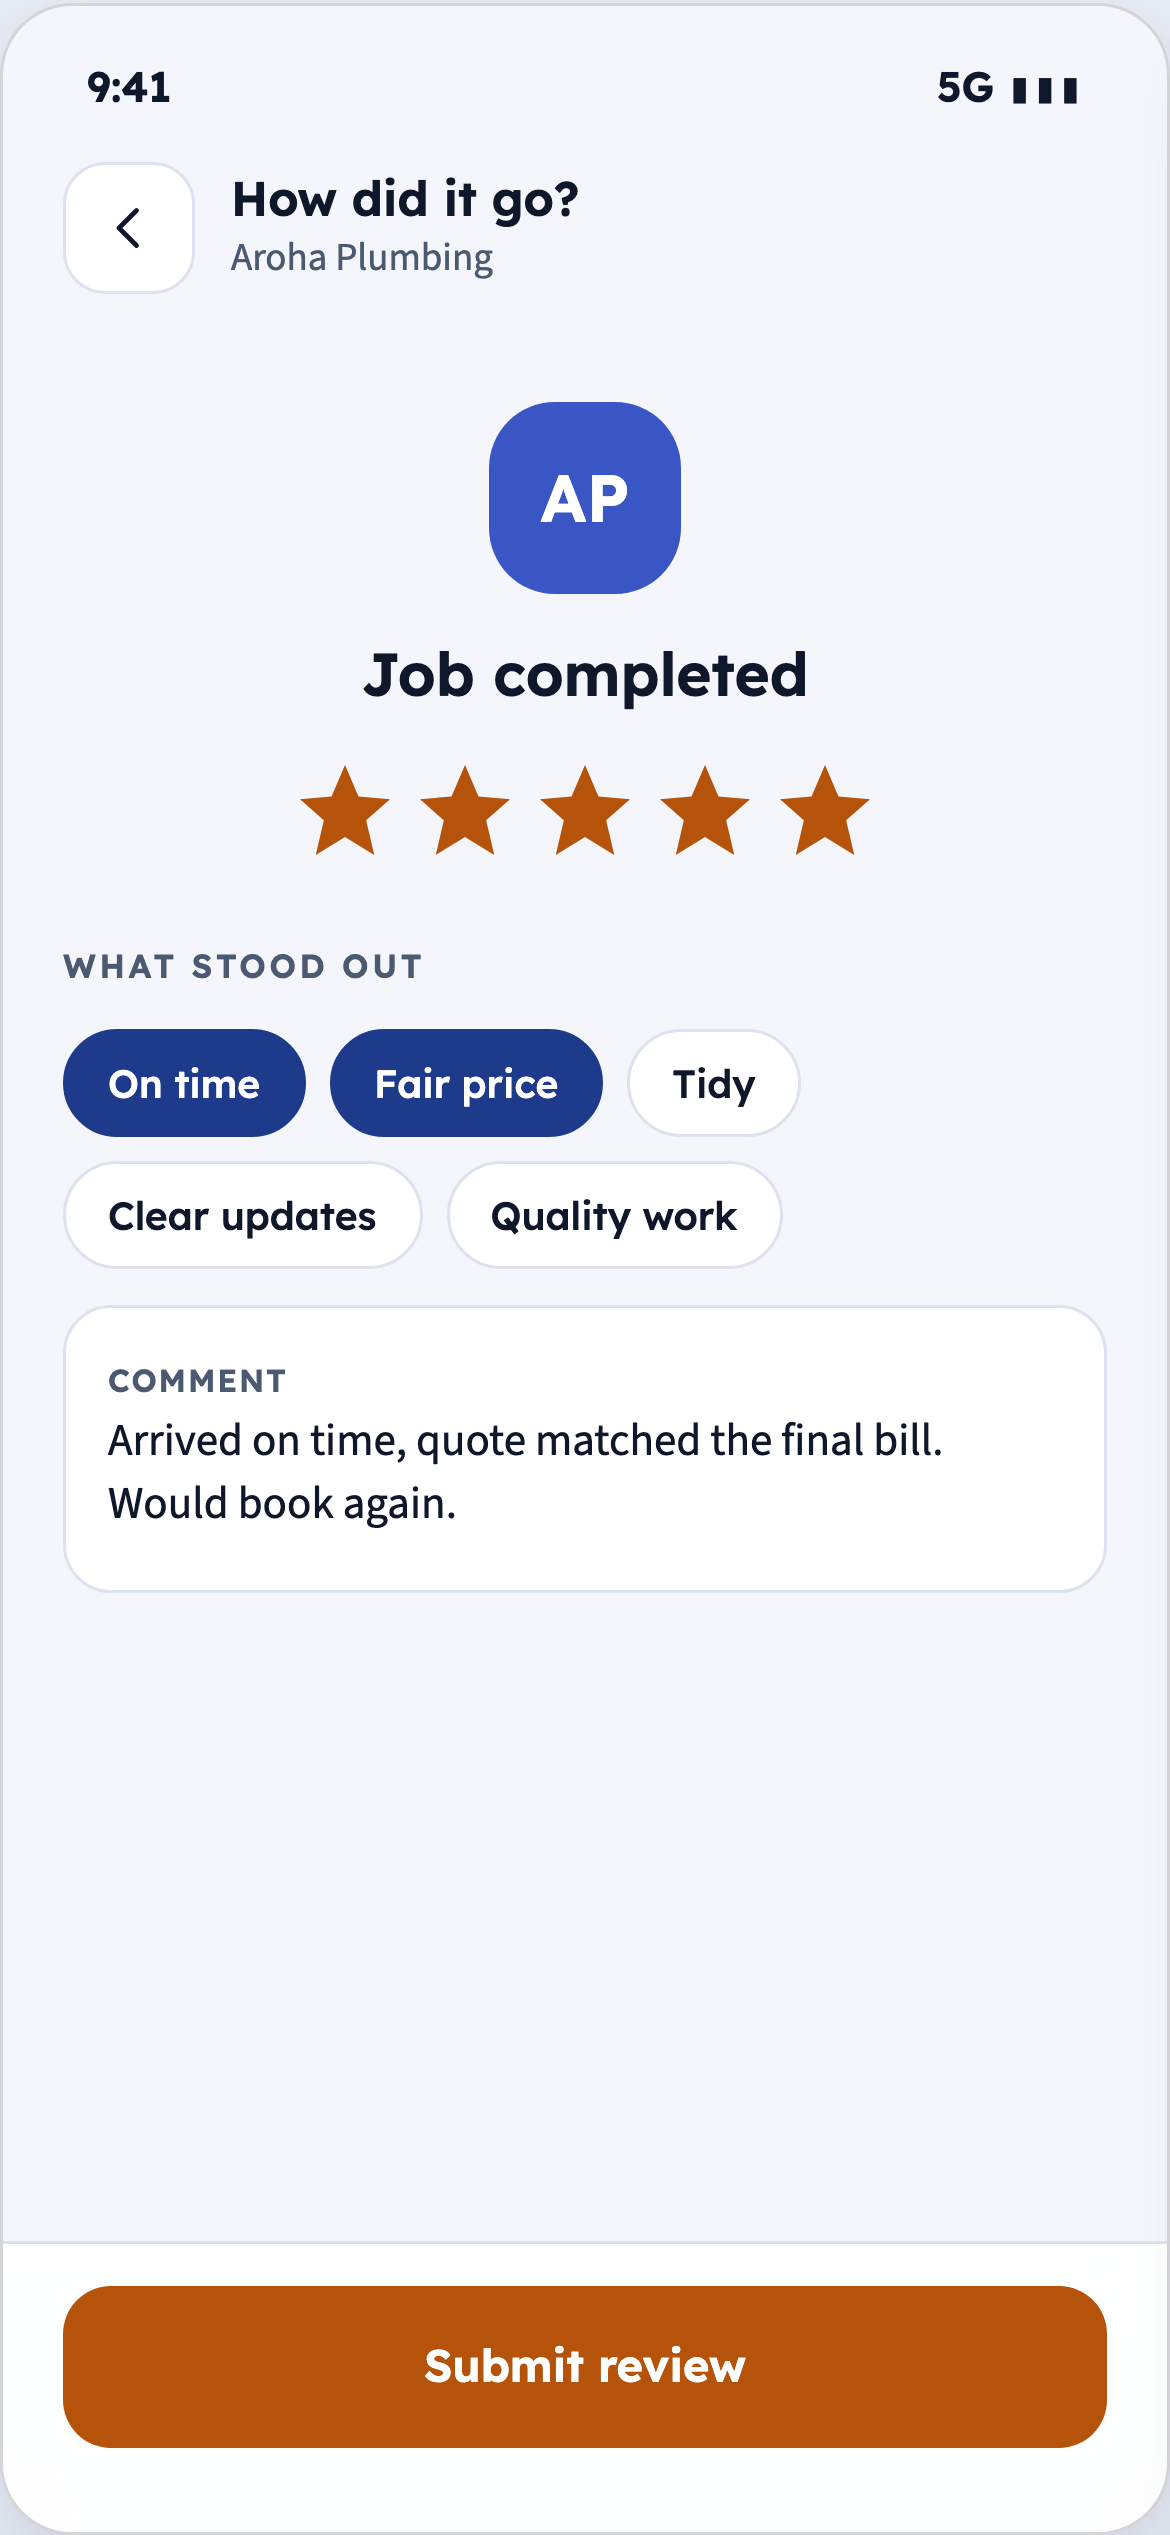 9:41 5G
How did it go?
Aroha Plumbing
AP
Job completed
WHAT STOOD OUT
On time Fair price Tidy
Clear updates Quality work
COMMENT
Arrived on time, quote matched the final bill.
Would book again.
Submit review